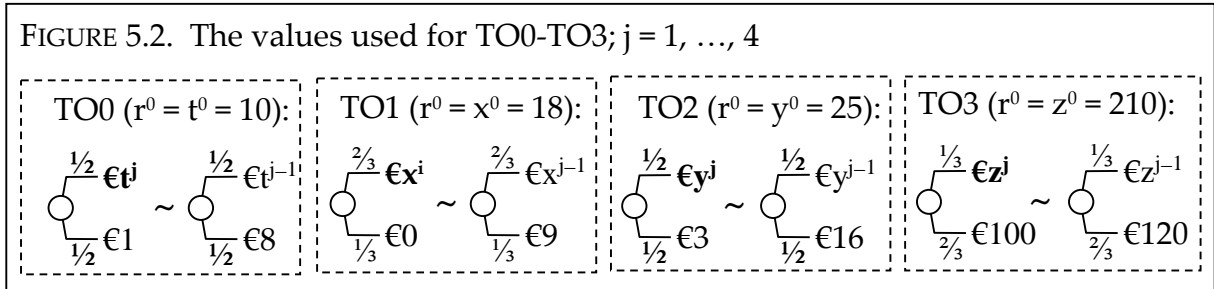 FIGURE 5.2. The values used for TO0-TO3; j = 1, …, 4
TO0 (r⁰ = t⁰ = 10):
½ €tʲ ~ ½ €tʲ⁻¹
½ €1 ½ €8
TO1 (r⁰ = x⁰ = 18):
⅔ €xⁱ ~ ⅔ €xʲ⁻¹
⅓ €0 ⅓ €9
TO2 (r⁰ = y⁰ = 25):
½ €yʲ ~ ½ €yʲ⁻¹
½ €3 ½ €16
TO3 (r⁰ = z⁰ = 210):
⅓ €zʲ ~ ⅓ €zʲ⁻¹
⅔ €100 ⅔ €120